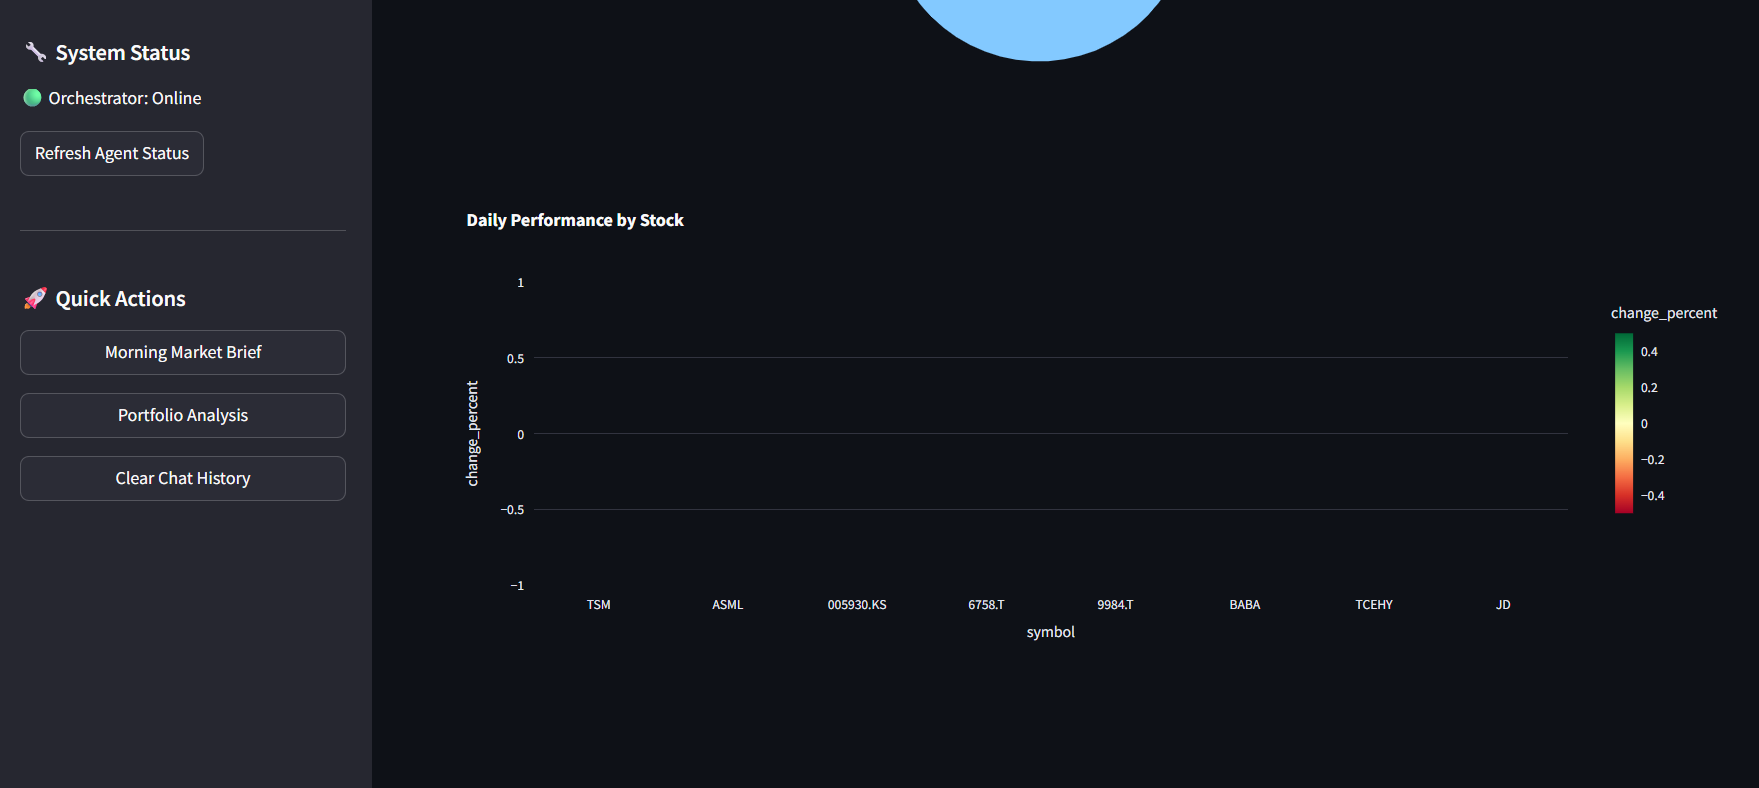 System Status
Orchestrator: Online
Refresh Agent Status
Quick Actions
Morning Market Brief
Portfolio Analysis
Clear Chat History
Daily Performance by Stock
1
0.5
0
−0.5
−1
change_percent
TSM
ASML
005930.KS
6758.T
9984.T
BABA
TCEHY
JD
symbol
change_percent
0.4
0.2
0
−0.2
−0.4